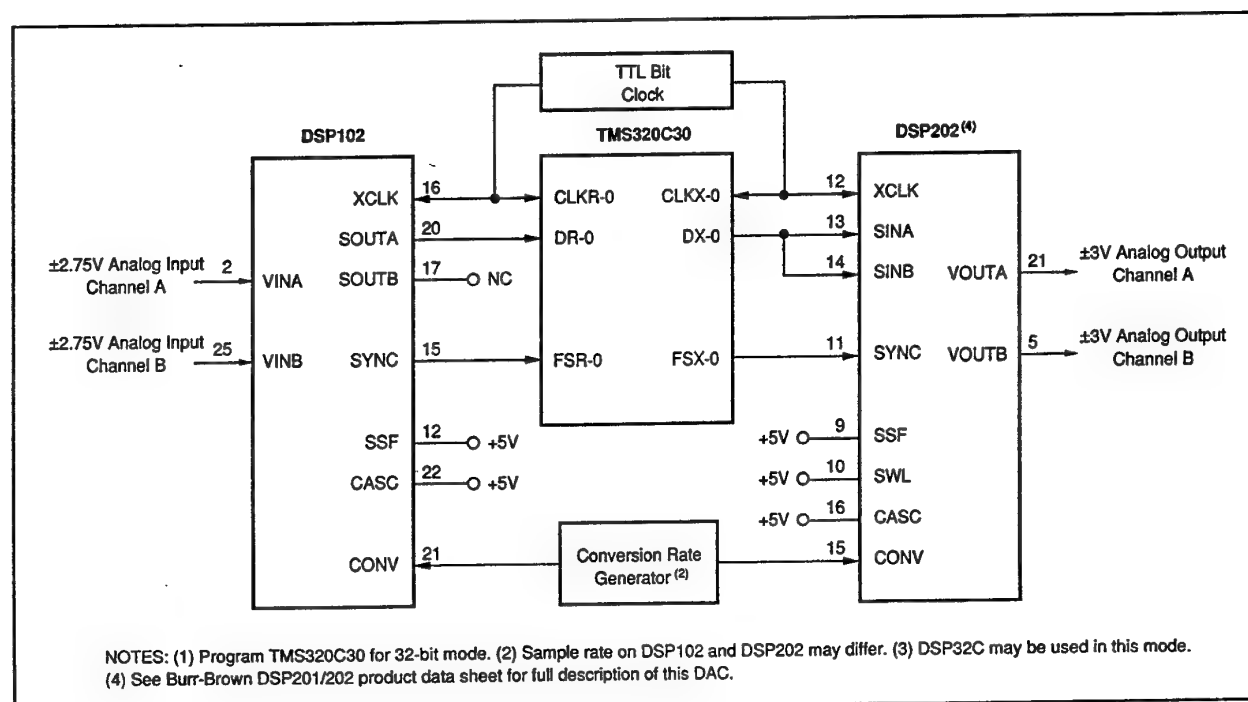 TTL Bit
Clock
DSP102
TMS320C30
DSP202 (4)
XCLK
16
CLKR-0
CLKX-0
12
XCLK
SOUTA
20
DR-0
DX-0
13
SINA
±2.75V Analog Input
Channel A
2
VINA
SOUTB
17
NC
14
SINB
VOUTA
21
±3V Analog Output
Channel A
±2.75V Analog Input
Channel B
25
VINB
SYNC
15
FSR-0
FSX-0
11
SYNC
VOUTB
5
±3V Analog Output
Channel B
SSF
12
+5V
+5V
9
SSF
CASC
22
+5V
+5V
10
SWL
+5V
16
CASC
CONV
21
Conversion Rate
Generator (2)
15
CONV
NOTES: (1) Program TMS320C30 for 32-bit mode. (2) Sample rate on DSP102 and DSP202 may differ. (3) DSP32C may be used in this mode.
(4) See Burr-Brown DSP201/202 product data sheet for full description of this DAC.